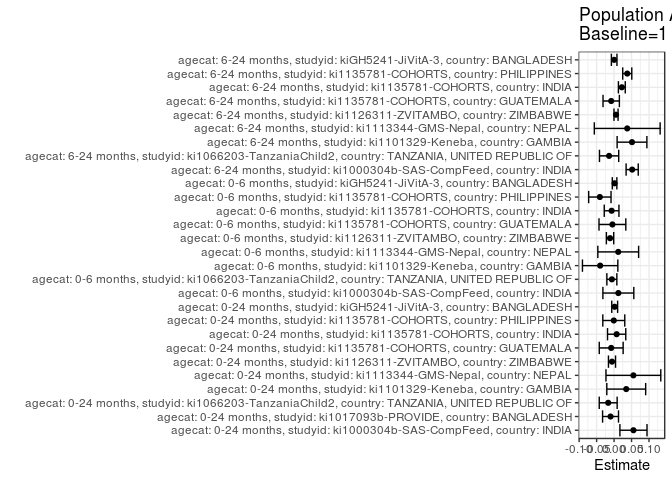 Population A
Baseline=1
agecat: 6-24 months, studyid: kiGH5241-JiVitA-3, country: BANGLADESH
agecat: 6-24 months, studyid: ki1135781-COHORTS, country: PHILIPPINES
agecat: 6-24 months, studyid: ki1135781-COHORTS, country: INDIA
agecat: 6-24 months, studyid: ki1135781-COHORTS, country: GUATEMALA
agecat: 6-24 months, studyid: ki1126311-ZVITAMBO, country: ZIMBABWE
agecat: 6-24 months, studyid: ki1113344-GMS-Nepal, country: NEPAL
agecat: 6-24 months, studyid: ki1101329-Keneba, country: GAMBIA
agecat: 6-24 months, studyid: ki1066203-TanzaniaChild2, country: TANZANIA, UNITED REPUBLIC OF
agecat: 6-24 months, studyid: ki1000304b-SAS-CompFeed, country: INDIA
agecat: 0-6 months, studyid: kiGH5241-JiVitA-3, country: BANGLADESH
agecat: 0-6 months, studyid: ki1135781-COHORTS, country: PHILIPPINES
agecat: 0-6 months, studyid: ki1135781-COHORTS, country: INDIA
agecat: 0-6 months, studyid: ki1135781-COHORTS, country: GUATEMALA
agecat: 0-6 months, studyid: ki1126311-ZVITAMBO, country: ZIMBABWE
agecat: 0-6 months, studyid: ki1113344-GMS-Nepal, country: NEPAL
agecat: 0-6 months, studyid: ki1101329-Keneba, country: GAMBIA
agecat: 0-6 months, studyid: ki1066203-TanzaniaChild2, country: TANZANIA, UNITED REPUBLIC OF
agecat: 0-6 months, studyid: ki1000304b-SAS-CompFeed, country: INDIA
agecat: 0-24 months, studyid: kiGH5241-JiVitA-3, country: BANGLADESH
agecat: 0-24 months, studyid: ki1135781-COHORTS, country: PHILIPPINES
agecat: 0-24 months, studyid: ki1135781-COHORTS, country: INDIA
agecat: 0-24 months, studyid: ki1135781-COHORTS, country: GUATEMALA
agecat: 0-24 months, studyid: ki1126311-ZVITAMBO, country: ZIMBABWE
agecat: 0-24 months, studyid: ki1113344-GMS-Nepal, country: NEPAL
agecat: 0-24 months, studyid: ki1101329-Keneba, country: GAMBIA
agecat: 0-24 months, studyid: ki1066203-TanzaniaChild2, country: TANZANIA, UNITED REPUBLIC OF
agecat: 0-24 months, studyid: ki1017093b-PROVIDE, country: BANGLADESH
agecat: 0-24 months, studyid: ki1000304b-SAS-CompFeed, country: INDIA
-0.10 -0.05 0.00 0.05 0.10
Estimate